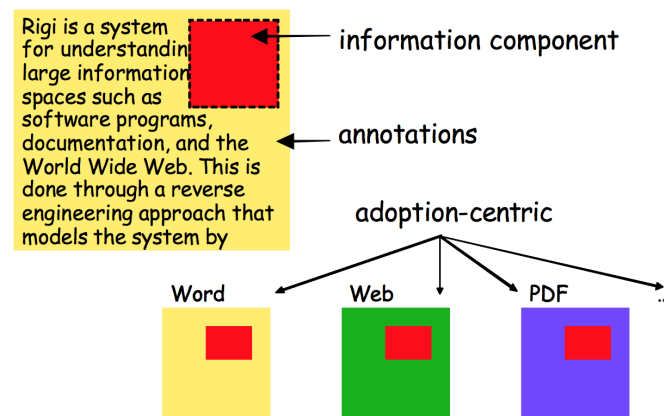 Rigi is a system
for understandin
large information
spaces such as
software programs,
documentation, and the
World Wide Web. This is
done through a reverse
engineering approach that
models the system by
information component
annotations
adoption-centric
Word
Web
PDF
..